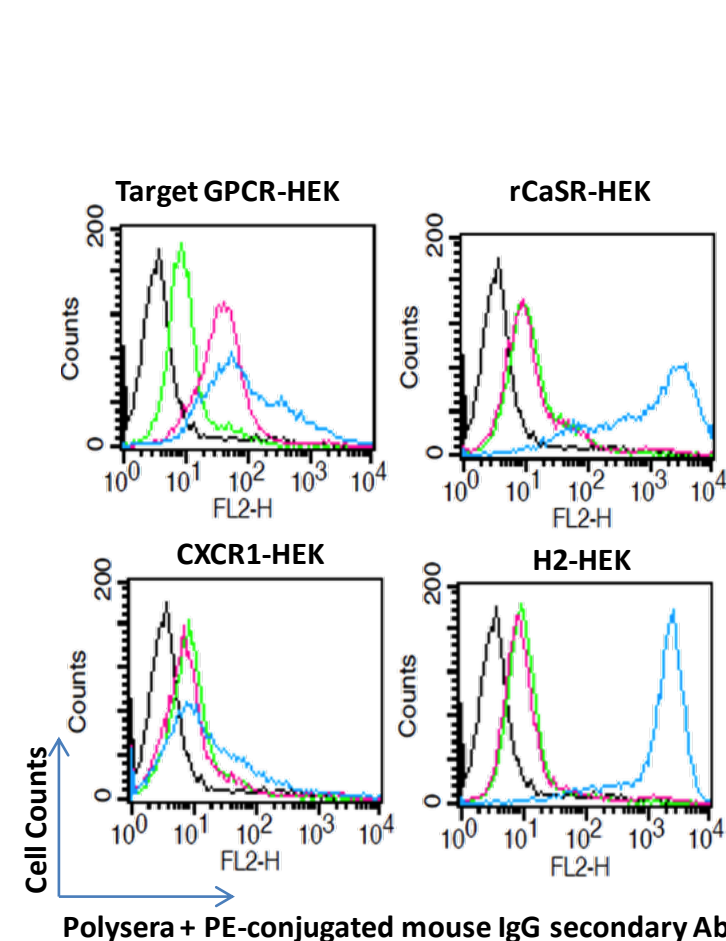 Target GPCR-HEK
200
Counts
0
10^0 10^1 10^2 10^3 10^4
FL2-H
rCaSR-HEK
200
Counts
0
10^0 10^1 10^2 10^3 10^4
FL2-H
CXCR1-HEK
200
Counts
0
10^0 10^1 10^2 10^3 10^4
FL2-H
H2-HEK
200
Counts
0
10^0 10^1 10^2 10^3 10^4
FL2-H
Cell Counts
Polysera + PE-conjugated mouse IgG secondary Ab